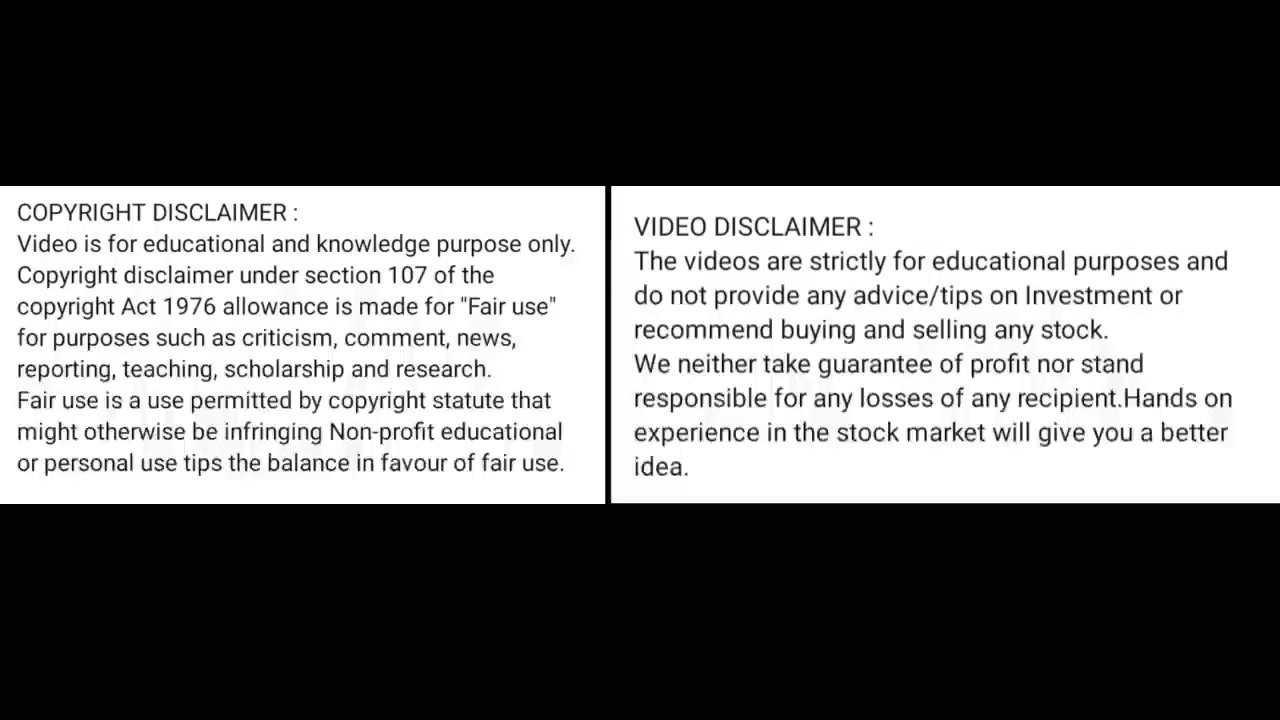 COPYRIGHT DISCLAIMER :
Video is for educational and knowledge purpose only.
Copyright disclaimer under section 107 of the
copyright Act 1976 allowance is made for "Fair use"
for purposes such as criticism, comment, news,
reporting, teaching, scholarship and research.
Fair use is a use permitted by copyright statute that
might otherwise be infringing Non-profit educational
or personal use tips the balance in favour of fair use.
VIDEO DISCLAIMER :
The videos are strictly for educational purposes and
do not provide any advice/tips on Investment or
recommend buying and selling any stock.
We neither take guarantee of profit nor stand
responsible for any losses of any recipient.Hands on
experience in the stock market will give you a better
idea.